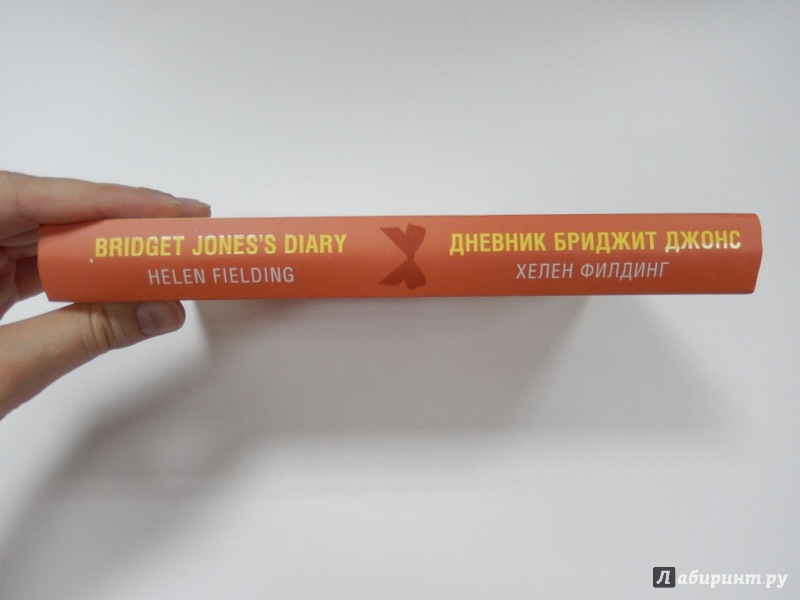 BRIDGET JONES'S DIARY
HELEN FIELDING
ДНЕВНИК БРИДЖИТ ДЖОНС
ХЕЛЕН ФИЛДИНГ
Лабиринт.ру